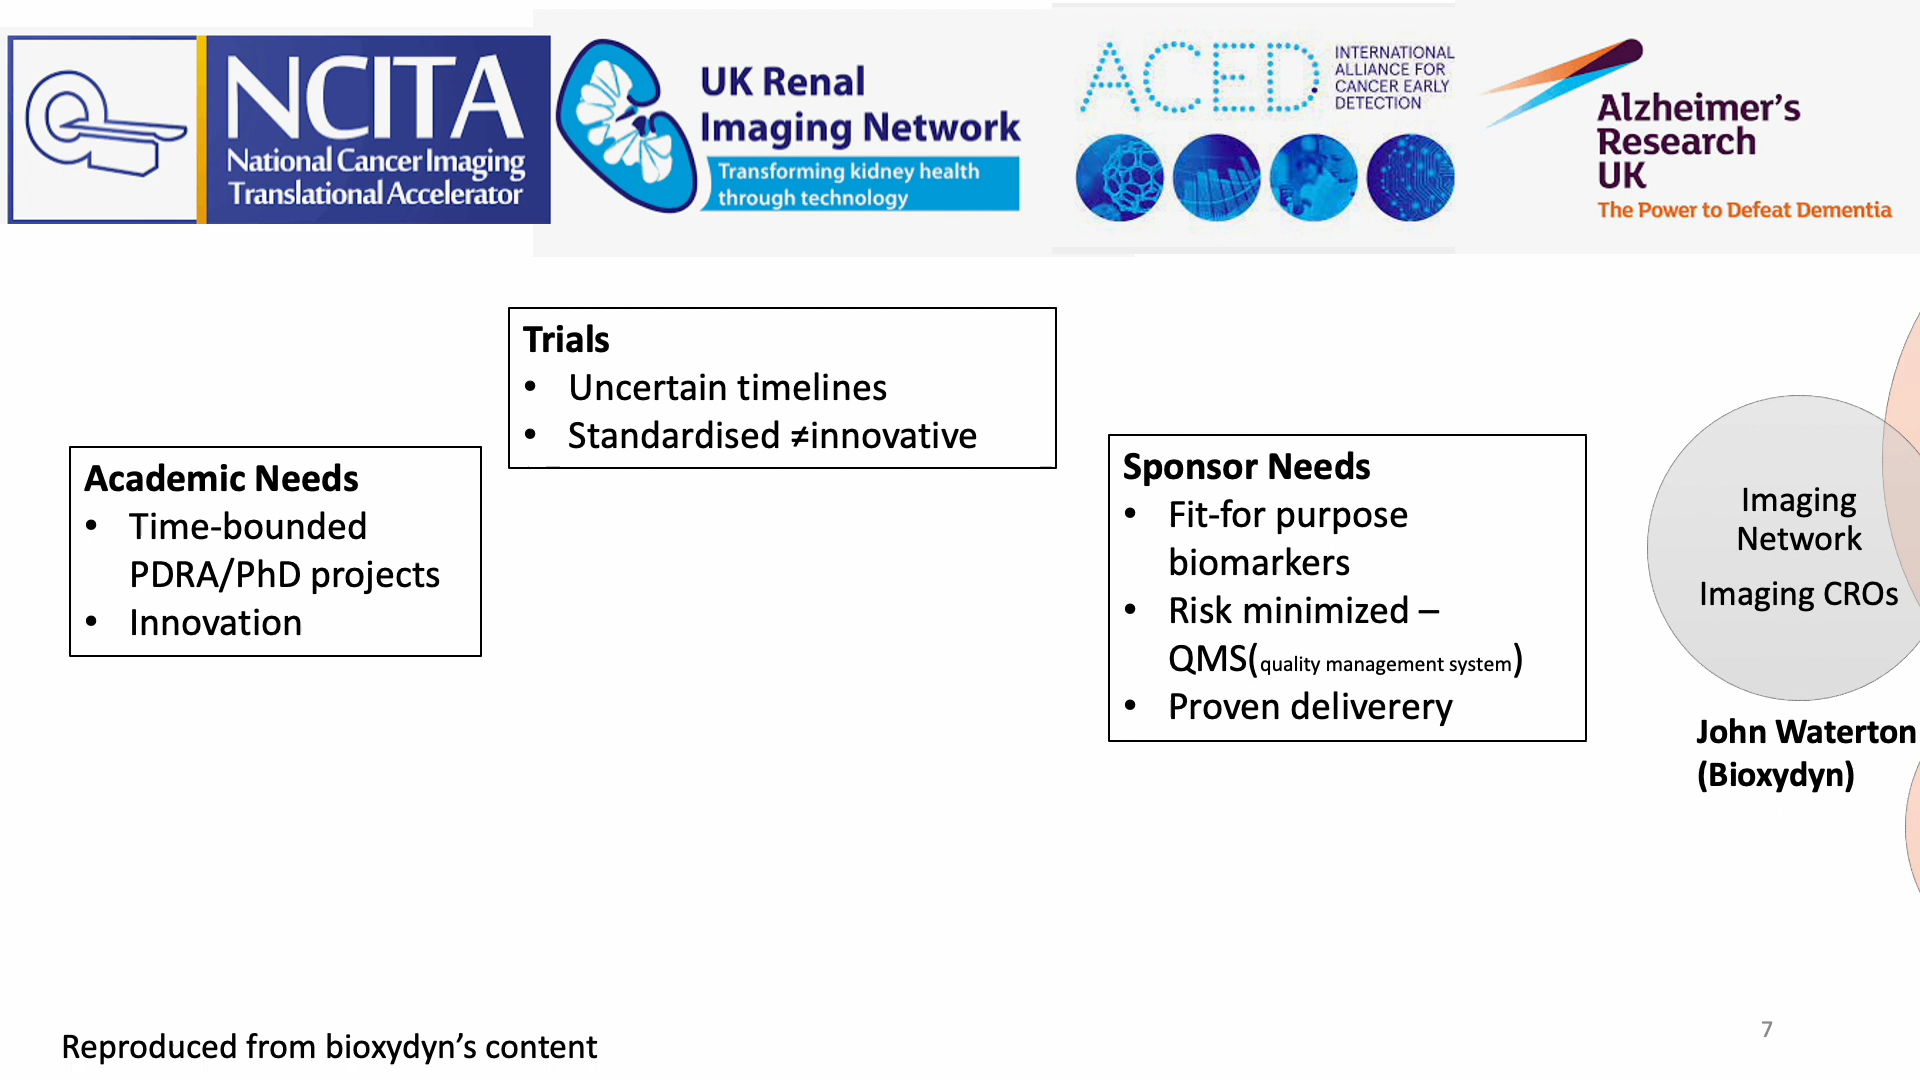 NCITA
National Cancer Imaging
Translational Accelerator
UK Renal
Imaging Network
Transforming kidney health
through technology
ACED
INTERNATIONAL
ALLIANCE FOR
CANCER EARLY
DETECTION
Alzheimer's
Research
UK
The Power to Defeat Dementia
Trials
• Uncertain timelines
• Standardised ≠innovative
Academic Needs
• Time-bounded
PDRA/PhD projects
• Innovation
Sponsor Needs
• Fit-for purpose
biomarkers
• Risk minimized –
QMS(quality management system)
• Proven deliverery
Imaging
Network
Imaging CROs
John Waterton
(Bioxydyn)
Reproduced from bioxydyn's content
7